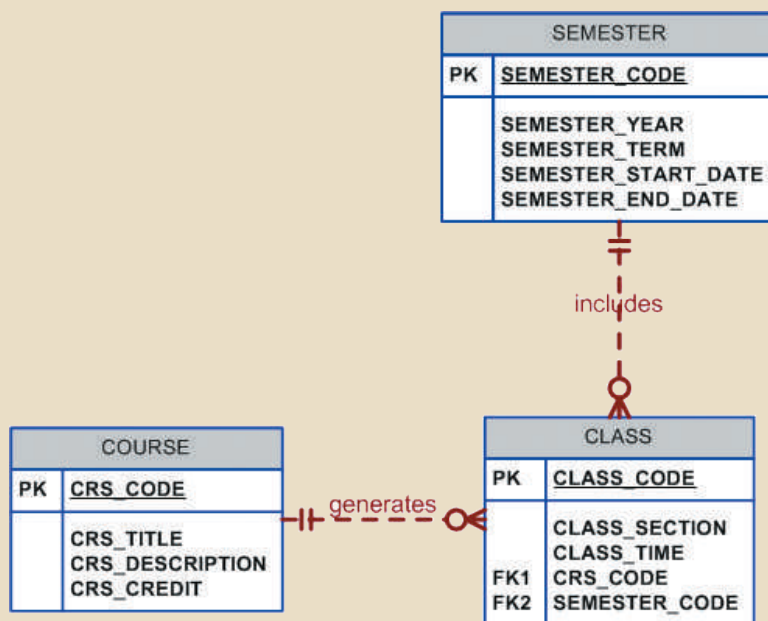 SEMESTER
PK SEMESTER_CODE
SEMESTER_YEAR
SEMESTER_TERM
SEMESTER_START_DATE
SEMESTER_END_DATE
includes
COURSE
PK CRS_CODE
CRS_TITLE
CRS_DESCRIPTION
CRS_CREDIT
generates
CLASS
PK CLASS_CODE
CLASS_SECTION
CLASS_TIME
FK1 CRS_CODE
FK2 SEMESTER_CODE